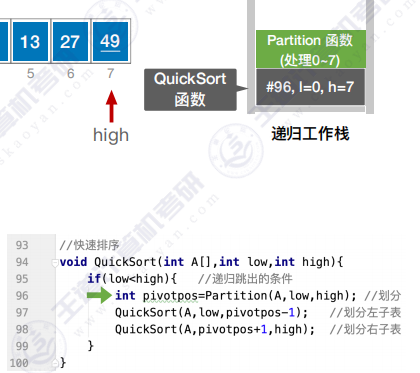 13 27 49
5 6 7
high
Partition 函数
(处理0~7)
QuickSort
函数
#96, l=0, h=7
递归工作栈
93 //快速排序
94 void QuickSort(int A[],int low,int high){
95 if(low<high){ //递归跳出的条件
96 int pivotpos=Partition(A,low,high); //划分
97 QuickSort(A,low,pivotpos-1); //划分左子表
98 QuickSort(A,pivotpos+1,high); //划分右子表
99 }
100 }